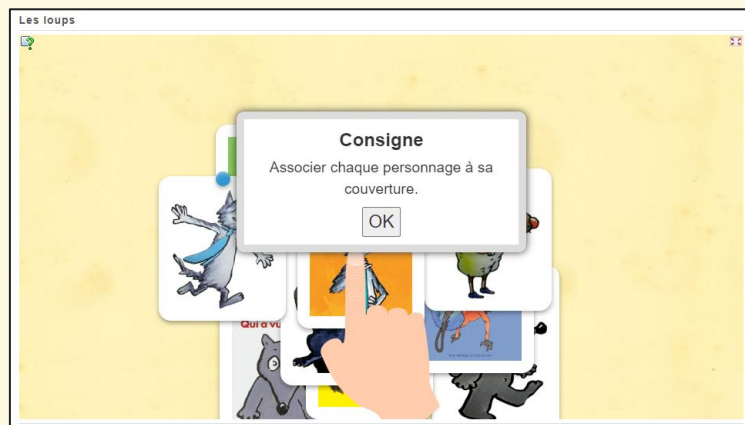 Les loups
Consigne
Associer chaque personnage à sa
couverture.
OK
Qui a vu